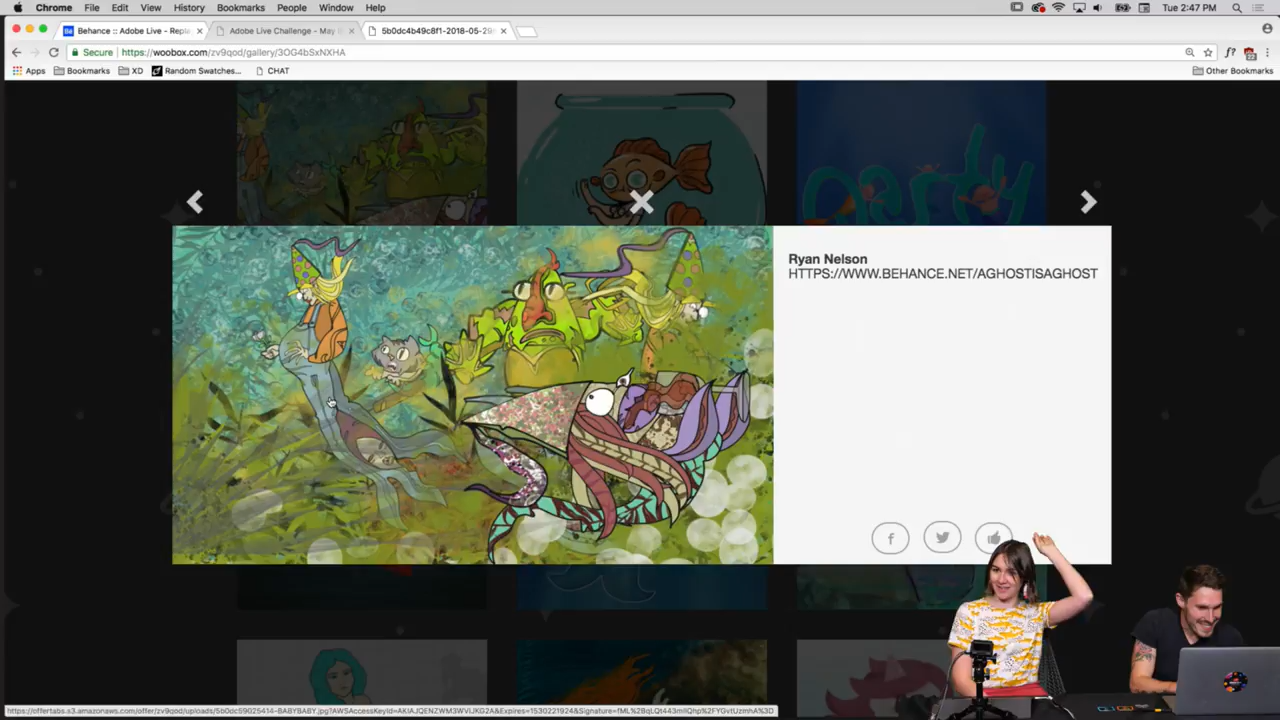 Chrome File Edit View History Bookmarks People Window Help Tue 2:47 PM
Behance :: Adobe Live - Repla
Adobe Live Challenge - May
5b0dc4b49c8f1-2018-05-29
Secure https://woobox.com/zv9qod/gallery/3OG4bSxNXHA
Apps Bookmarks XD Random Swatches... CHAT Other Bookmarks
Ryan Nelson
HTTPS://WWW.BEHANCE.NET/AGHOSTISAGHOST